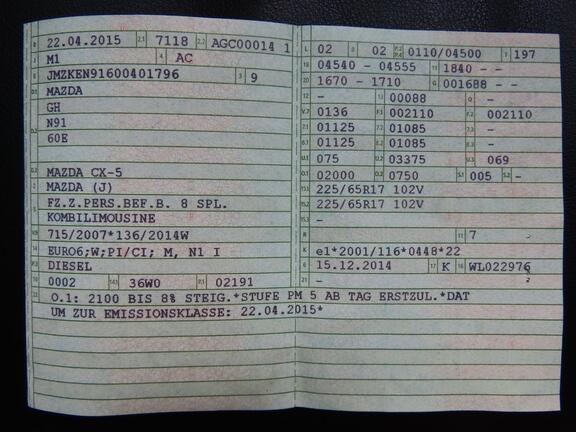 22.04.2015 7118 AGC00014 1
M1 AC
JMZKEN91600401796 9
MAZDA
GH
N91
60E
MAZDA CX-5
MAZDA (J)
FZ.Z.PERS.BEF.B. 8 SPL.
KOMBILIMOUSINE
715/2007*136/2014W
EURO6;W;PI/CI; M, N1 I
DIESEL
0002 36W0 02191
02 02 0110/04500 197
04540 - 04555 1840 - -
1670 - 1710 001688 - -
- 00088 -
0136 002110 002110
01125 01085 -
01125 01085 -
075 03375 069
02000 0750 005 -
225/65R17 102V
225/65R17 102V
-
7 -
e1*2001/116*0448*22
15.12.2014 K WL022976
-
O.1: 2100 BIS 8% STEIG.*STUFE PM 5 AB TAG ERSTZUL.*DAT
UM ZUR EMISSIONSKLASSE: 22.04.2015*